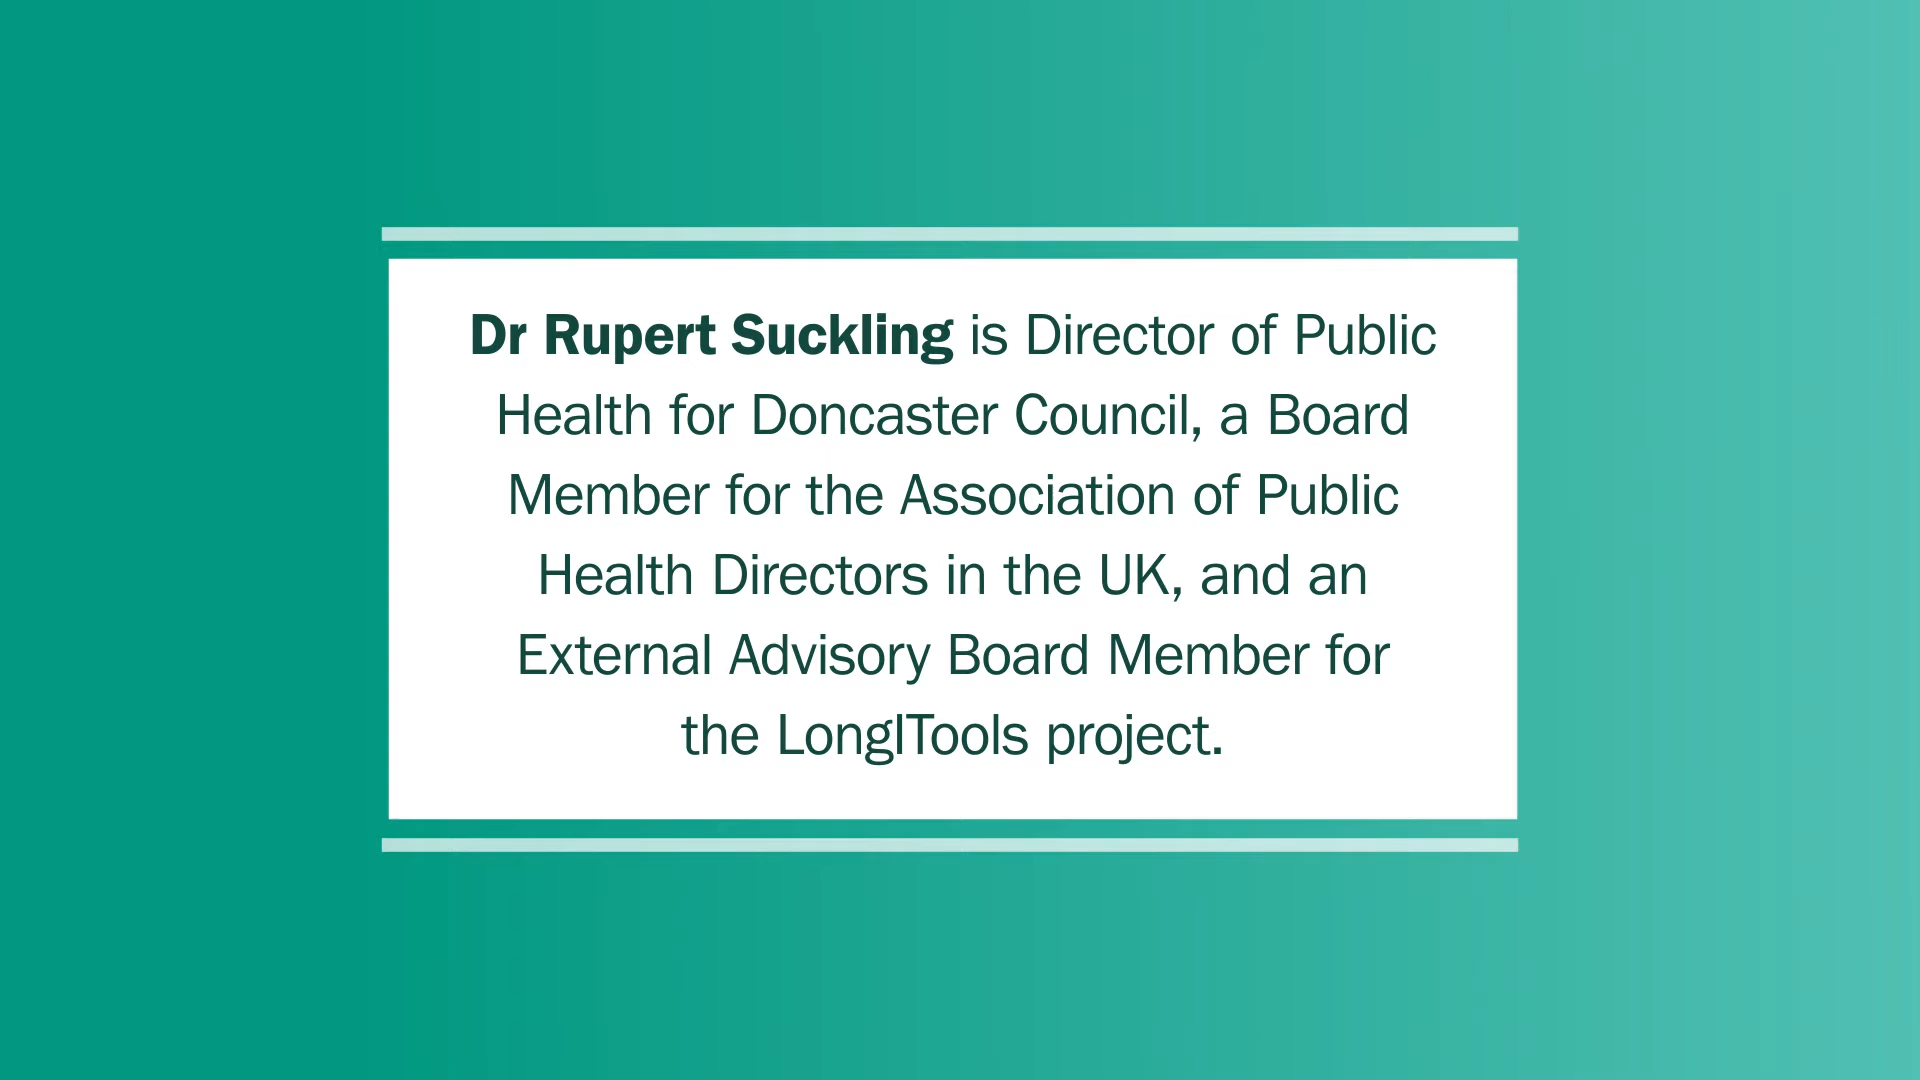 Dr Rupert Suckling is Director of Public
Health for Doncaster Council, a Board
Member for the Association of Public
Health Directors in the UK, and an
External Advisory Board Member for
the LongITools project.